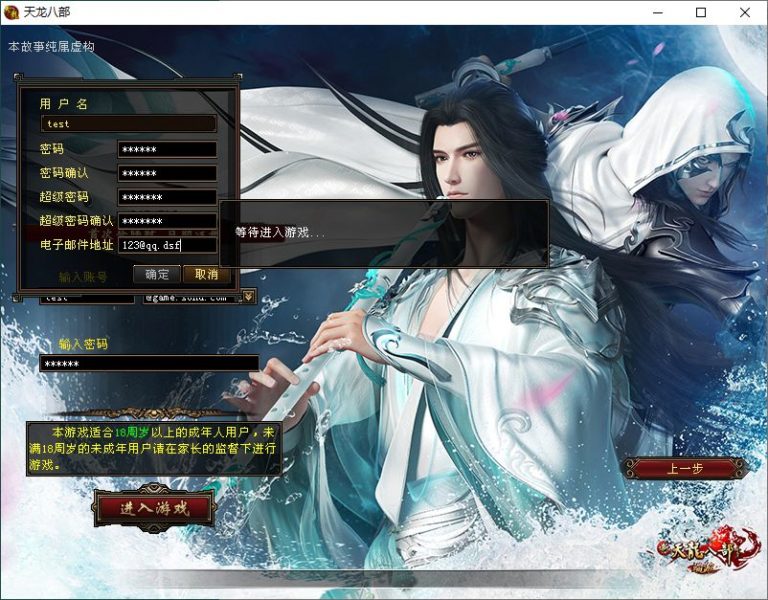 天龙八部
本故事纯属虚构
用 户 名
test
密码
******
密码确认
******
超级密码
*******
超级密码确认
*******
电子邮件地址
123@qq.dsf
确定
取消
等待进入游戏...
输入账号
test
@game.sohu.com
输入密码
******
本游戏适合18周岁以上的成年人用户，未
满18周岁的未成年用户请在家长的监督下进行
游戏。
进入游戏
上一步
天龍八部